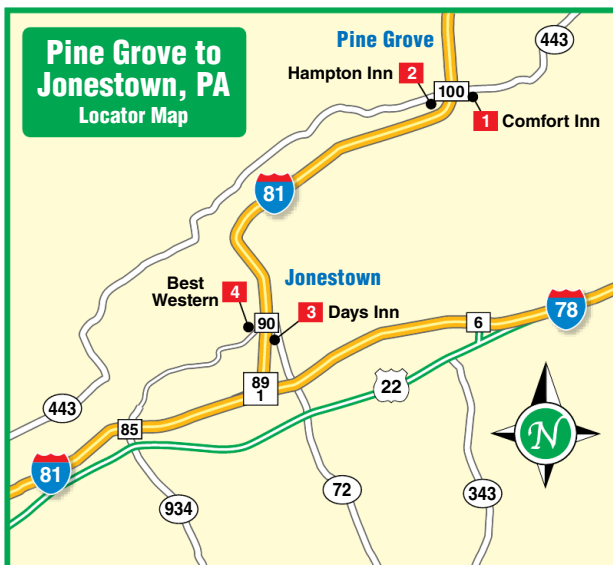 Pine Grove to
Jonestown, PA
Locator Map
Pine Grove
443
Hampton Inn 2
100
1 Comfort Inn
81
Jonestown
Best
Western 4
90
3 Days Inn
78
6
89
1
22
443
85
N
81
934
72
343